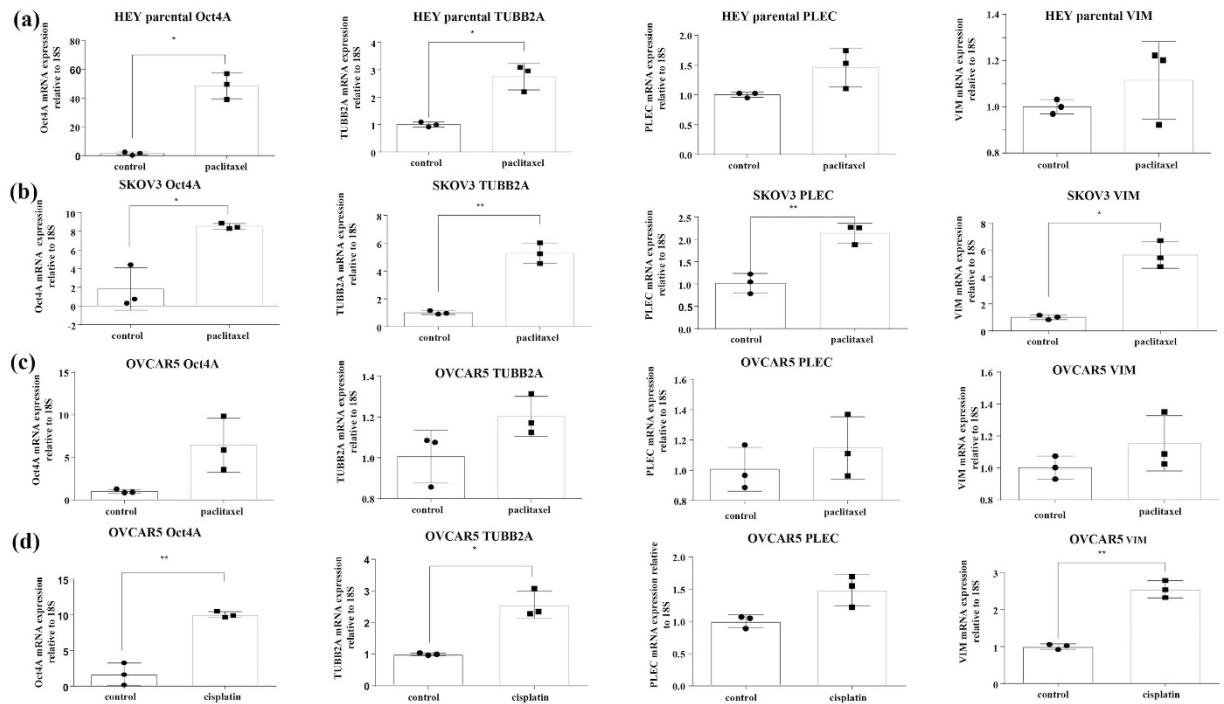 (a)
HEY parental Oct4A
Oct4A mRNA expression
relative to 18S
80
60
40
20
0
*
control
paclitaxel
HEY parental TUBB2A
TUBB2A mRNA expression
relative to 18S
4
3
2
1
0
*
control
paclitaxel
HEY parental PLEC
PLEC mRNA expression
relative to 18S
2.0
1.5
1.0
0.5
0.0
control
paclitaxel
HEY parental VIM
VIM mRNA expression
relative to 18S
1.4
1.2
1.0
0.8
control
paclitaxel
(b)
SKOV3 Oct4A
Oct4A mRNA expression
relative to 18S
10
8
6
4
2
0
-2
*
control
paclitaxel
SKOV3 TUBB2A
TUBB2A mRNA expression
relative to 18S
8
6
4
2
0
**
control
paclitaxel
SKOV3 PLEC
PLEC mRNA expression
relative to 18S
2.5
2.0
1.5
1.0
0.5
0.0
**
control
paclitaxel
SKOV3 VIM
VIM mRNA expression
relative to 18S
8
6
4
2
0
*
control
paclitaxel
(c)
OVCAR5 Oct4A
Oct4A mRNA expression
relative to 18S
15
10
5
0
control
paclitaxel
OVCAR5 TUBB2A
TUBB2A mRNA expression
relative to 18S
1.4
1.2
1.0
0.8
control
paclitaxel
OVCAR5 PLEC
PLEC mRNA expression
relative to 18S
1.6
1.4
1.2
1.0
0.8
control
paclitaxel
OVCAR5 VIM
VIM mRNA expression
relative to 18S
1.6
1.4
1.2
1.0
0.8
control
paclitaxel
(d)
OVCAR5 Oct4A
Oct4A mRNA expression
relative to 18S
15
10
5
0
**
control
cisplatin
OVCAR5 TUBB2A
TUBB2A mRNA expression
relative to 18S
4
3
2
1
0
*
control
cisplatin
OVCAR5 PLEC
PLEC mRNA expression relative
to 18S
2.0
1.5
1.0
0.5
0.0
control
cisplatin
OVCAR5 VIM
VIM mRNA expression
relative to 18S
3
2
1
0
**
control
cisplatin